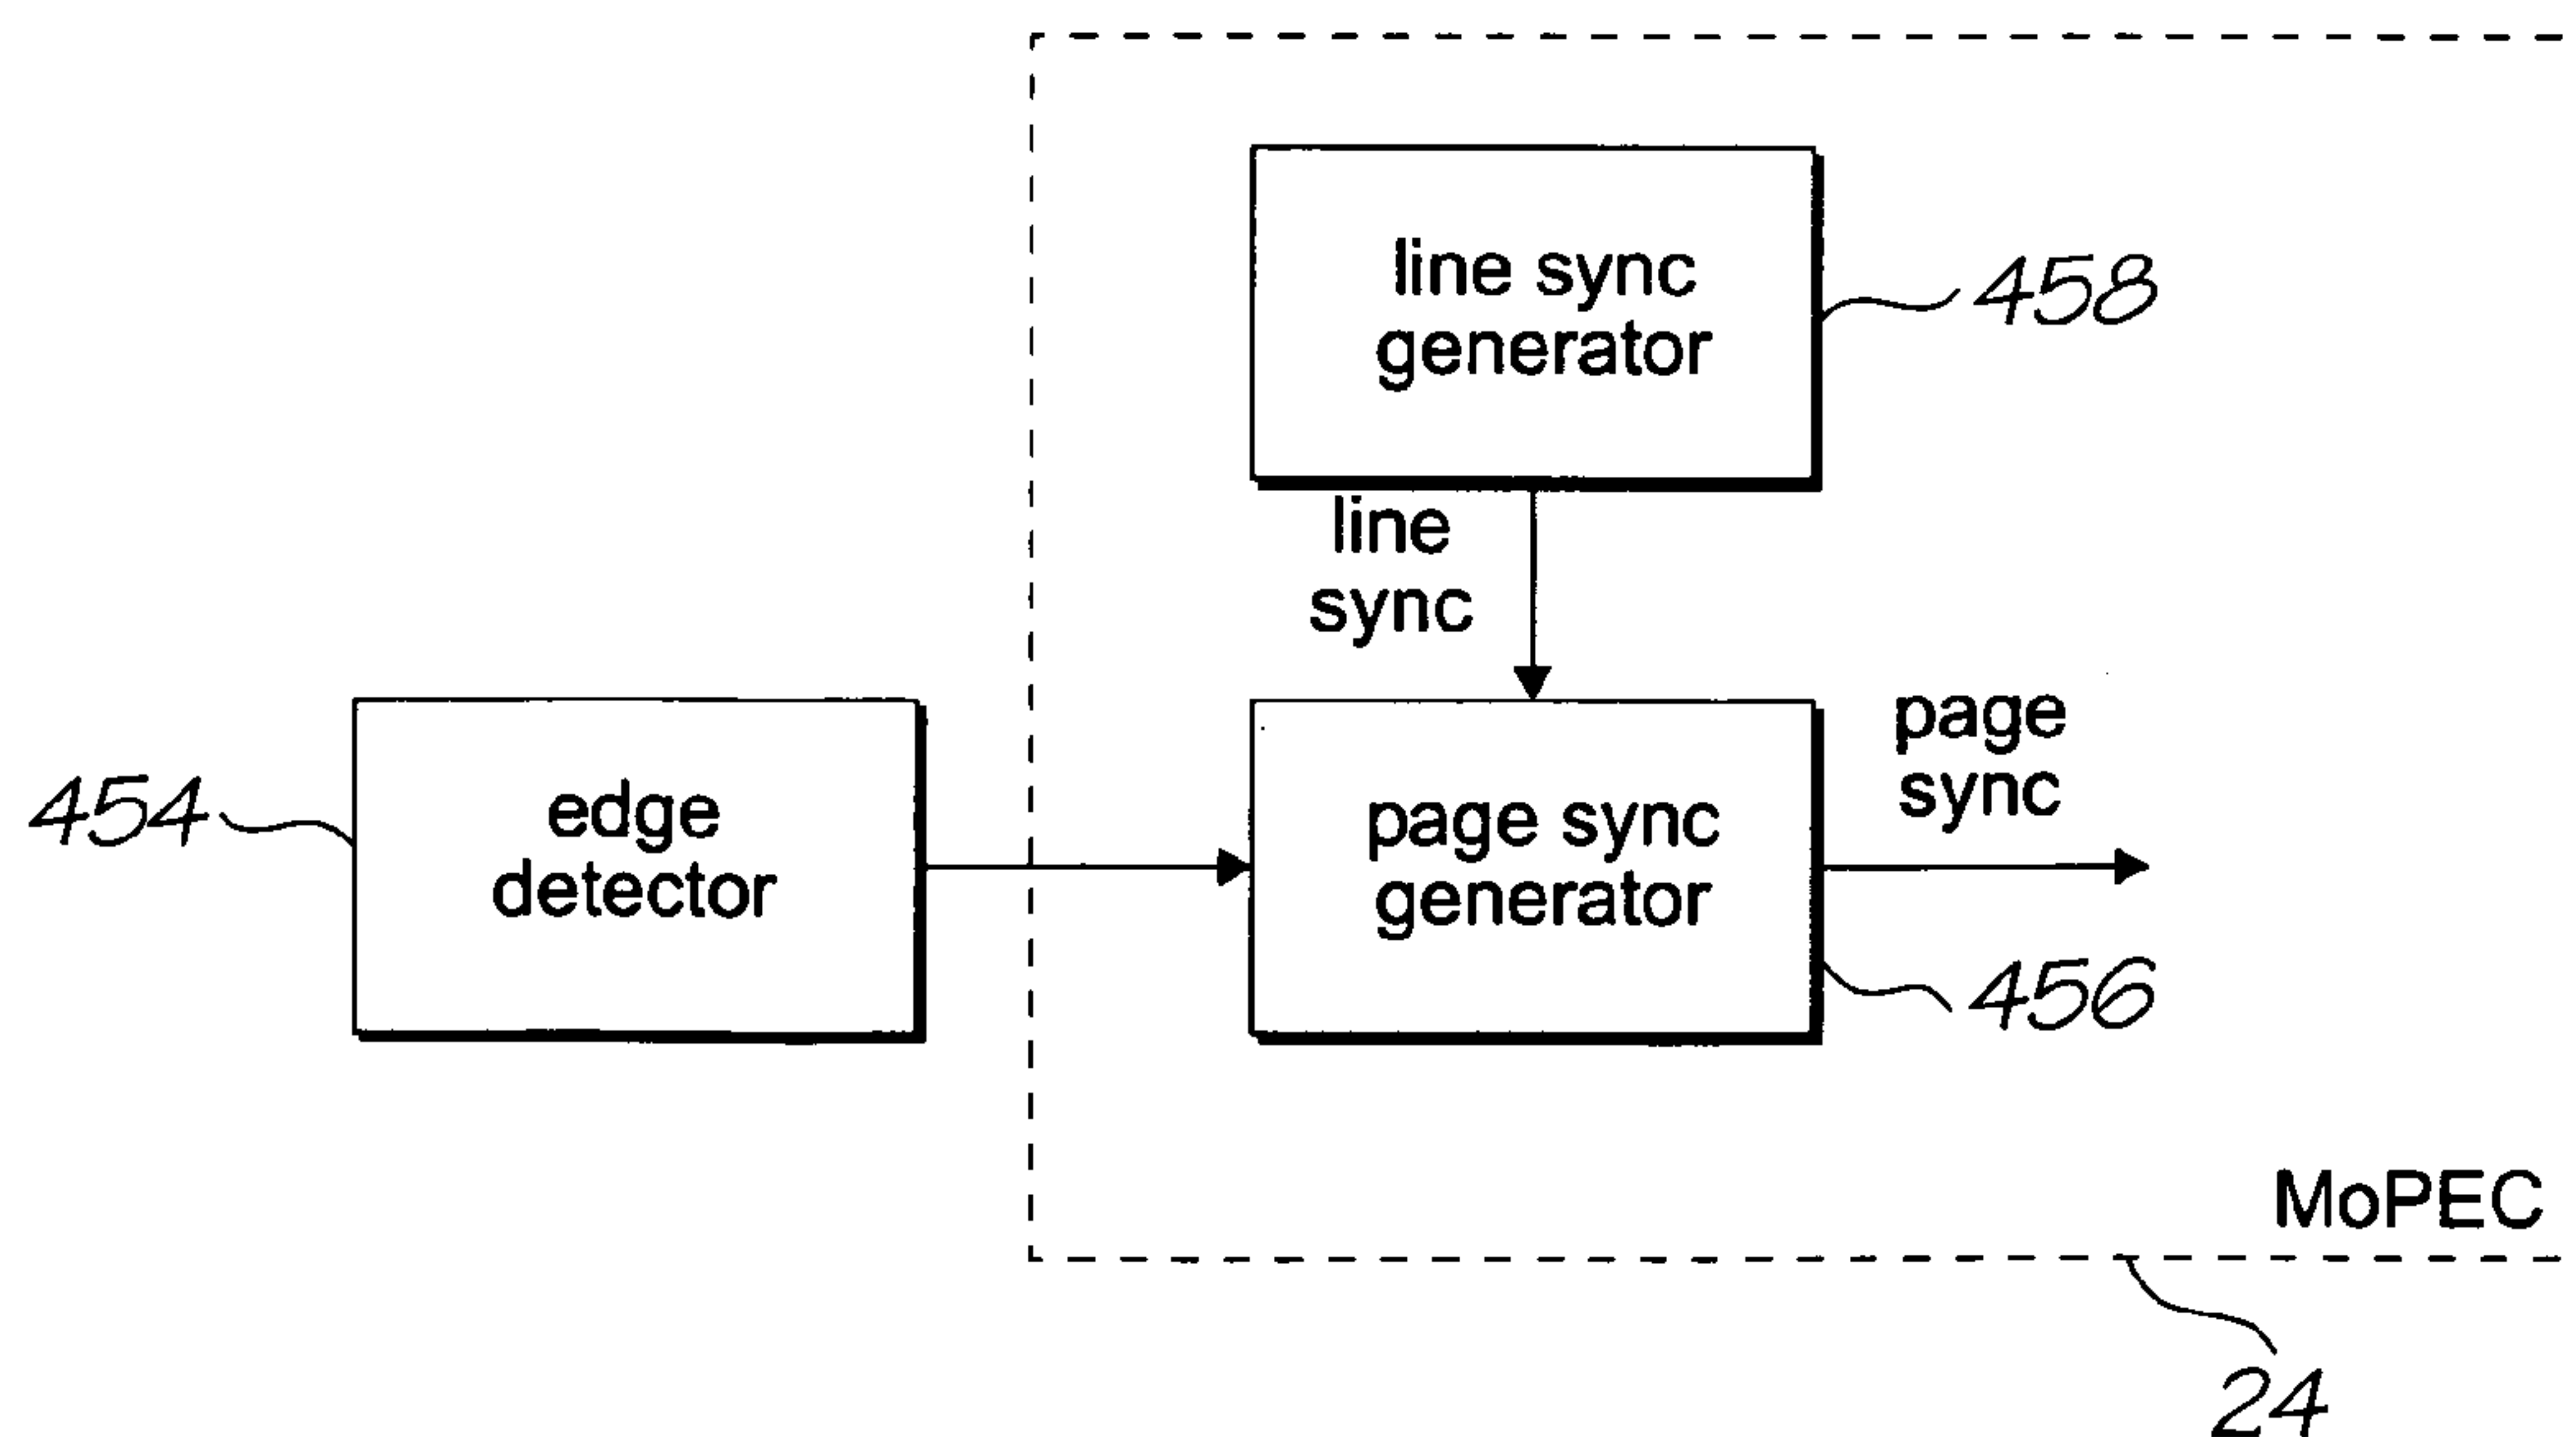 line sync
generator
458
line
sync
454
edge
detector
page sync
generator
page
sync
456
MoPEC
24